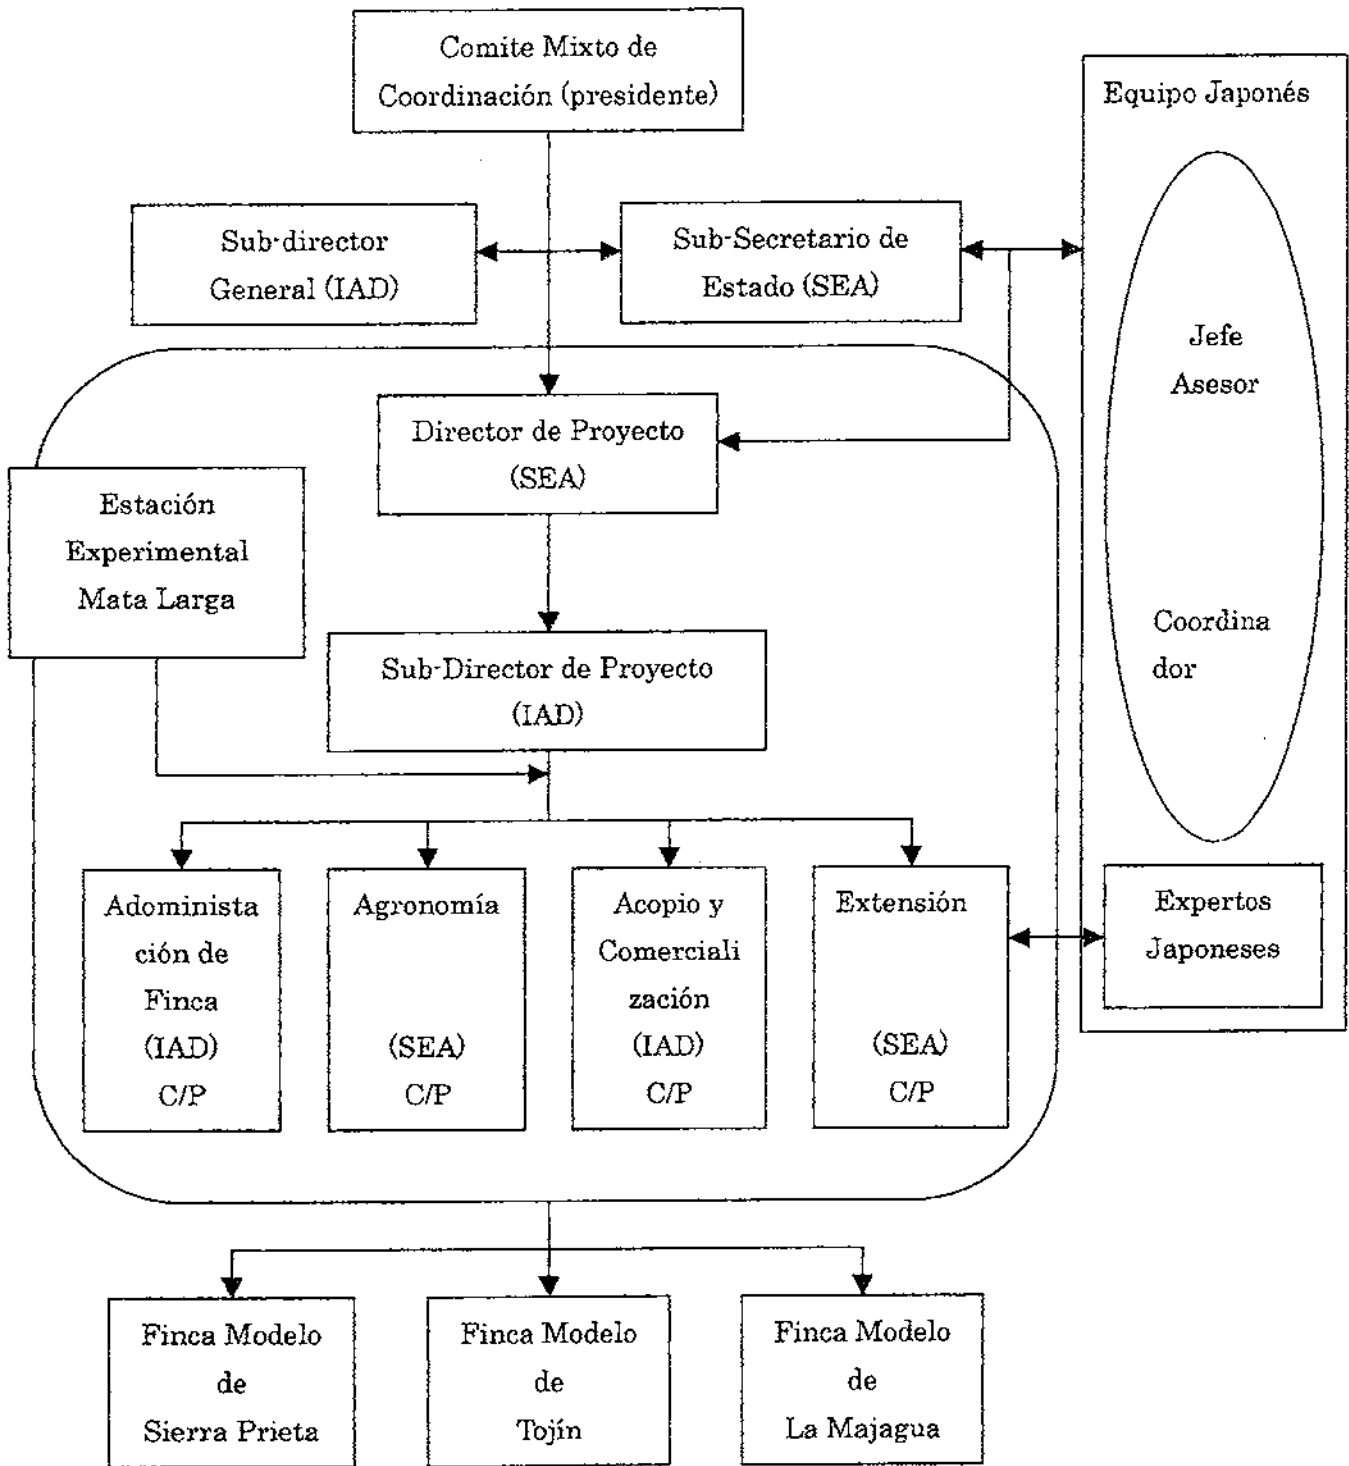 Comite Mixto de
Coordinación (presidente)
Equipo Japonés
Sub-director
General (IAD)
Sub-Secretario de
Estado (SEA)
Jefe
Asesor
Director de Proyecto
(SEA)
Estación
Experimental
Mata Larga
Coordina
dor
Sub-Director de Proyecto
(IAD)
Adominista
ción de
Finca
(IAD)
C/P
Agronomía
(SEA)
C/P
Acopio y
Comerciali
zación
(IAD)
C/P
Extensión
(SEA)
C/P
Expertos
Japoneses
Finca Modelo
de
Sierra Prieta
Finca Modelo
de
Tojín
Finca Modelo
de
La Majagua